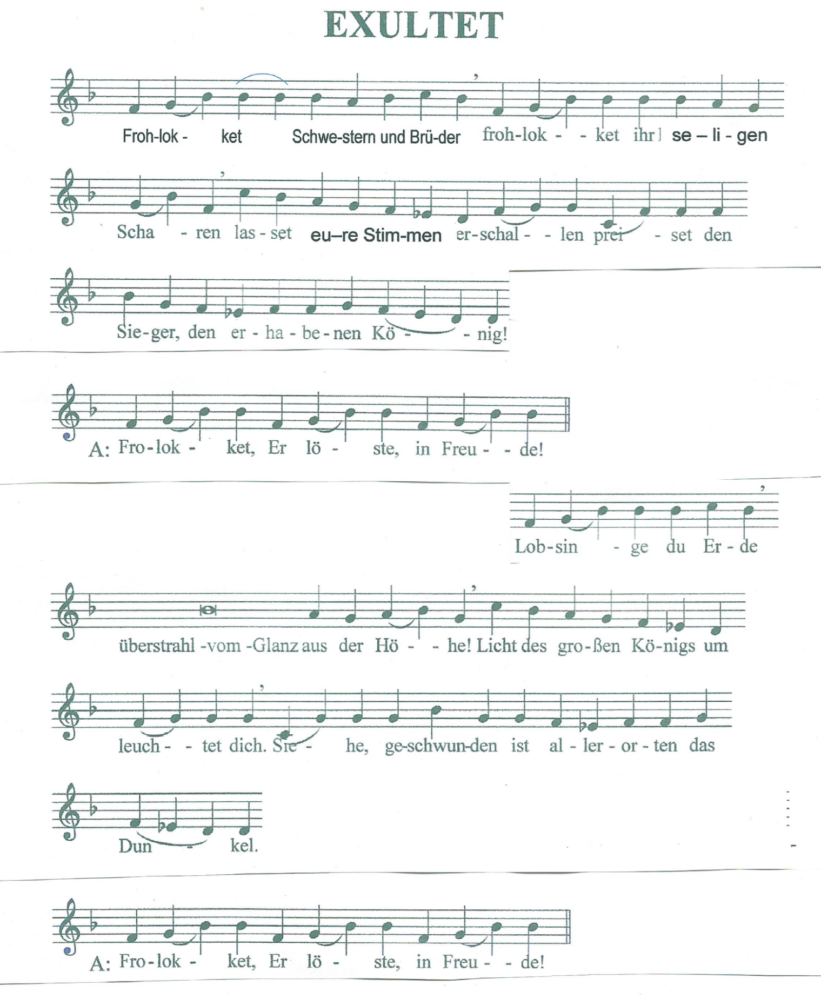 EXULTET
Froh-lok - ket Schwe-stern und Brü-der froh-lok - - ket ihr se – li - gen
Scha - ren las - set eu–re Stim-men er-schal - - len prei - set den
Sie-ger, den er - ha - be - nen Kö - - nig!
A: Fro-lok - ket, Er lö - ste, in Freu - - de!
Lob-sin - ge du Er - de
überstrahl -vom -Glanz aus der Hö - - he! Licht des gro-ßen Kö-nigs um
leuch - - tet dich. Sie - he, ge-schwun-den ist al - ler - or - ten das
Dun - kel.
A: Fro-lok - ket, Er lö - ste, in Freu - - de!